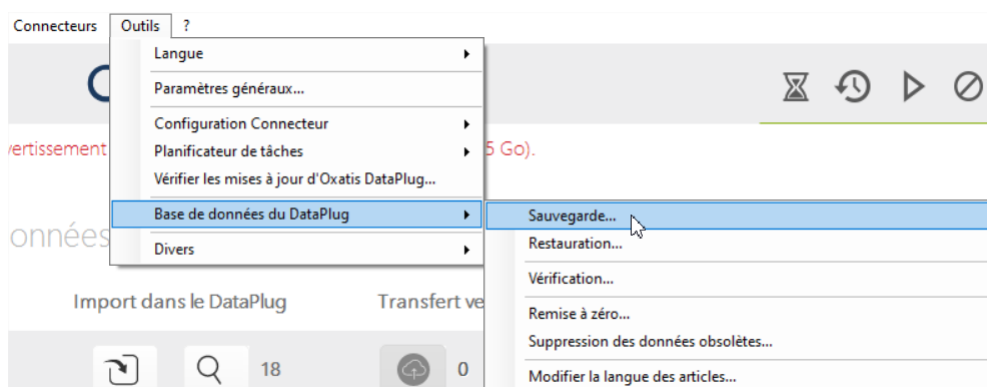 Connecteurs Outils ?
Langue
Paramètres généraux...
Configuration Connecteur
Planificateur de tâches
Vérifier les mises à jour d'Oxatis DataPlug...
Base de données du DataPlug
Divers
Sauvegarde...
Restauration...
Vérification...
Remise à zéro...
Suppression des données obsolètes...
Modifier la langue des articles...
vertissement 5 Go).
onnées
Import dans le DataPlug Transfert ve
18 0